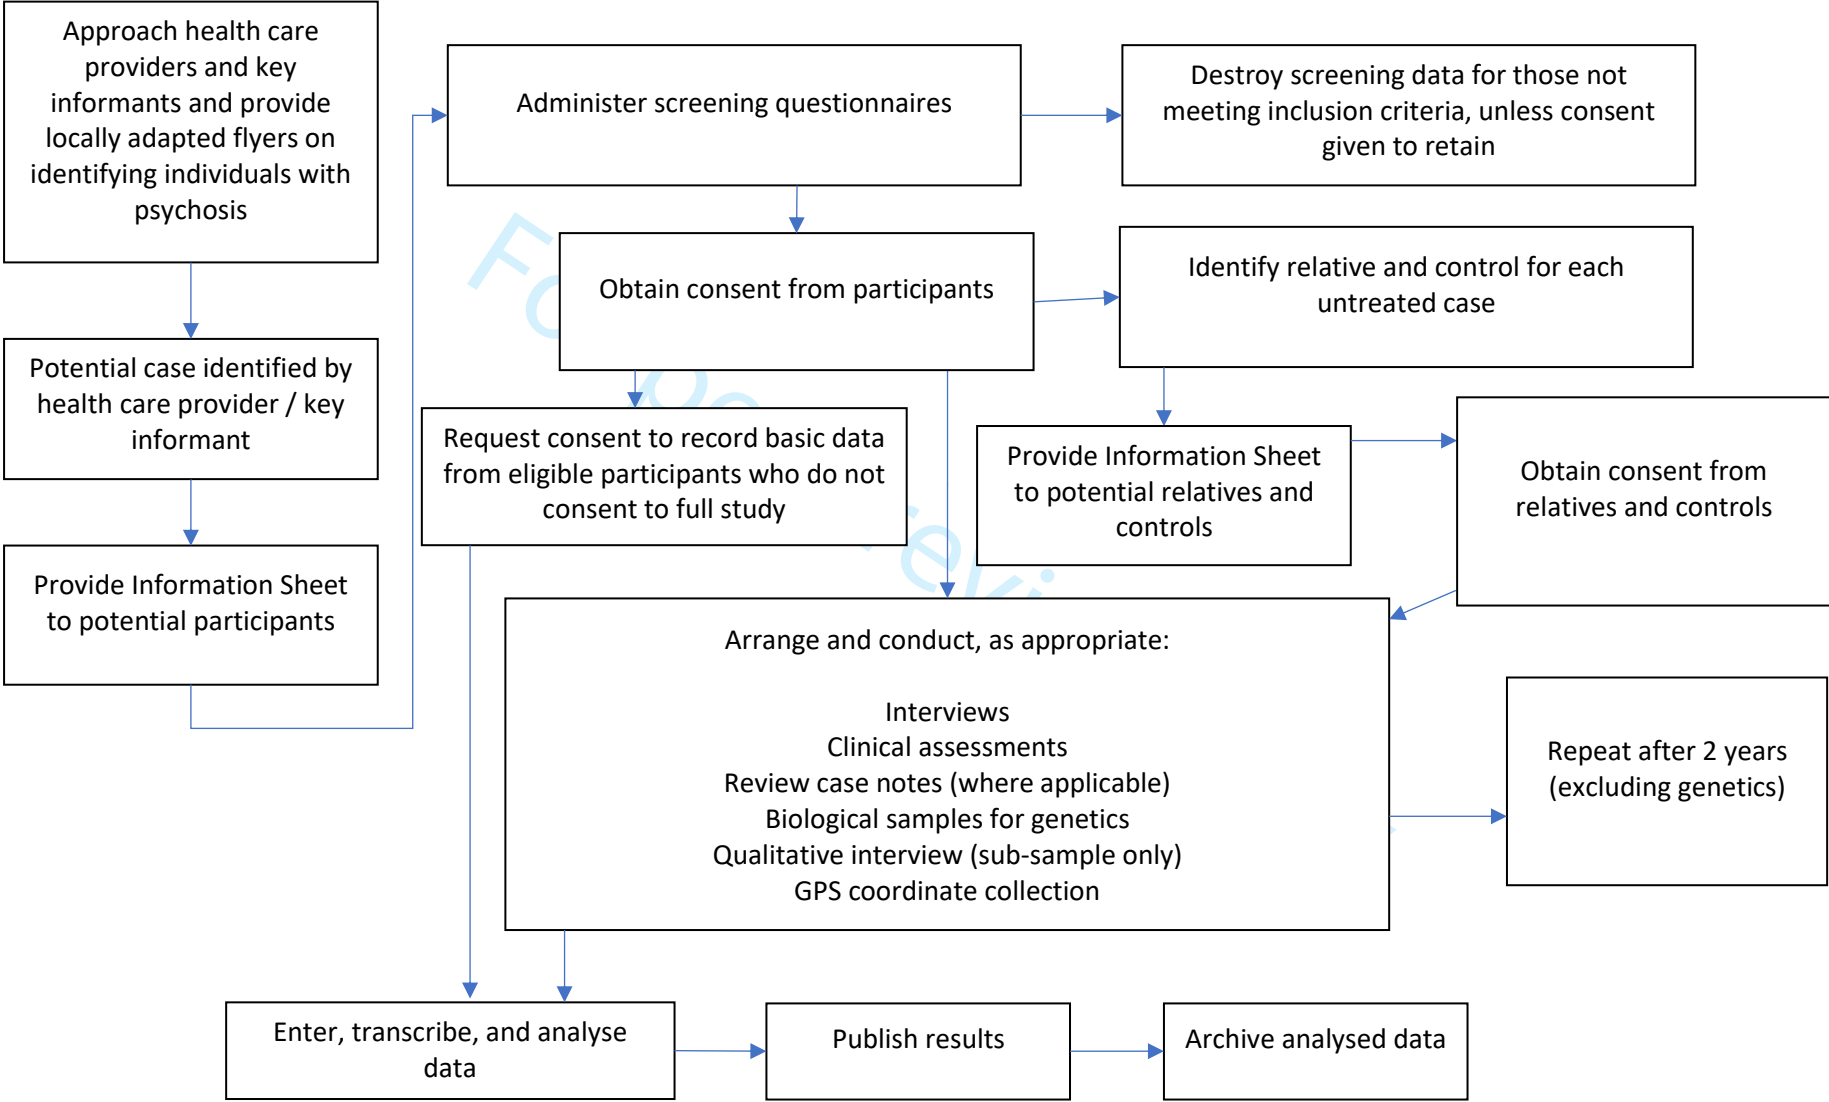 Approach health care
providers and key
informants and provide
locally adapted flyers on
identifying individuals with
psychosis
Potential case identified by
health care provider / key
informant
Provide Information Sheet
to potential participants
Administer screening questionnaires
Destroy screening data for those not
meeting inclusion criteria, unless consent
given to retain
Obtain consent from participants
Identify relative and control for each
untreated case
Request consent to record basic data
from eligible participants who do not
consent to full study
Provide Information Sheet
to potential relatives and
controls
Obtain consent from
relatives and controls
Arrange and conduct, as appropriate:
Interviews
Clinical assessments
Review case notes (where applicable)
Biological samples for genetics
Qualitative interview (sub-sample only)
GPS coordinate collection
Repeat after 2 years
(excluding genetics)
Enter, transcribe, and analyse
data
Publish results
Archive analysed data